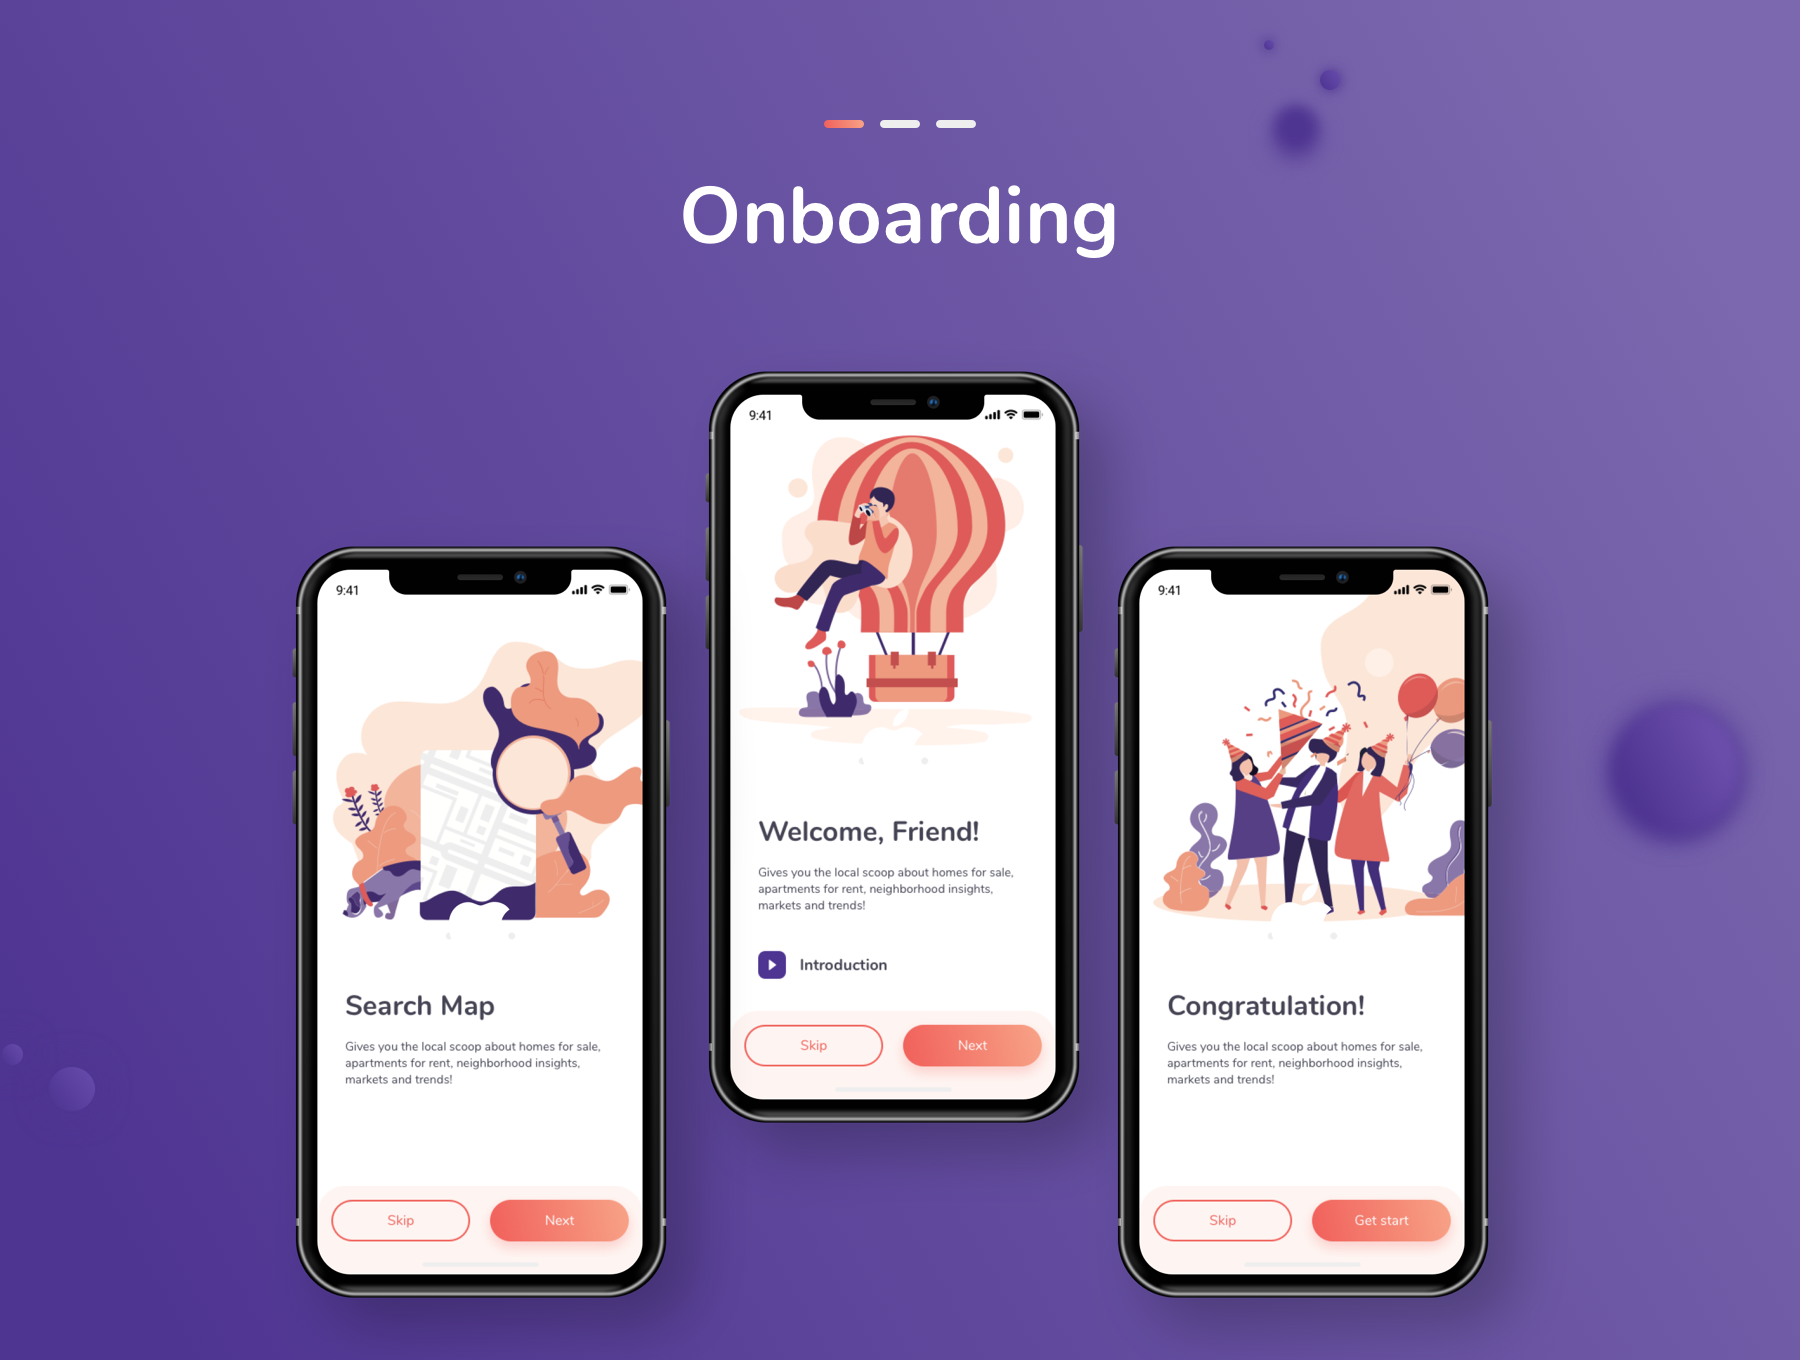 Onboarding
9:41
Search Map
Gives you the local scoop about homes for sale,
apartments for rent, neighborhood insights,
markets and trends!
Skip
Next
9:41
Welcome, Friend!
Gives you the local scoop about homes for sale,
apartments for rent, neighborhood insights,
markets and trends!
Introduction
Skip
Next
9:41
Congratulation!
Gives you the local scoop about homes for sale,
apartments for rent, neighborhood insights,
markets and trends!
Skip
Get start